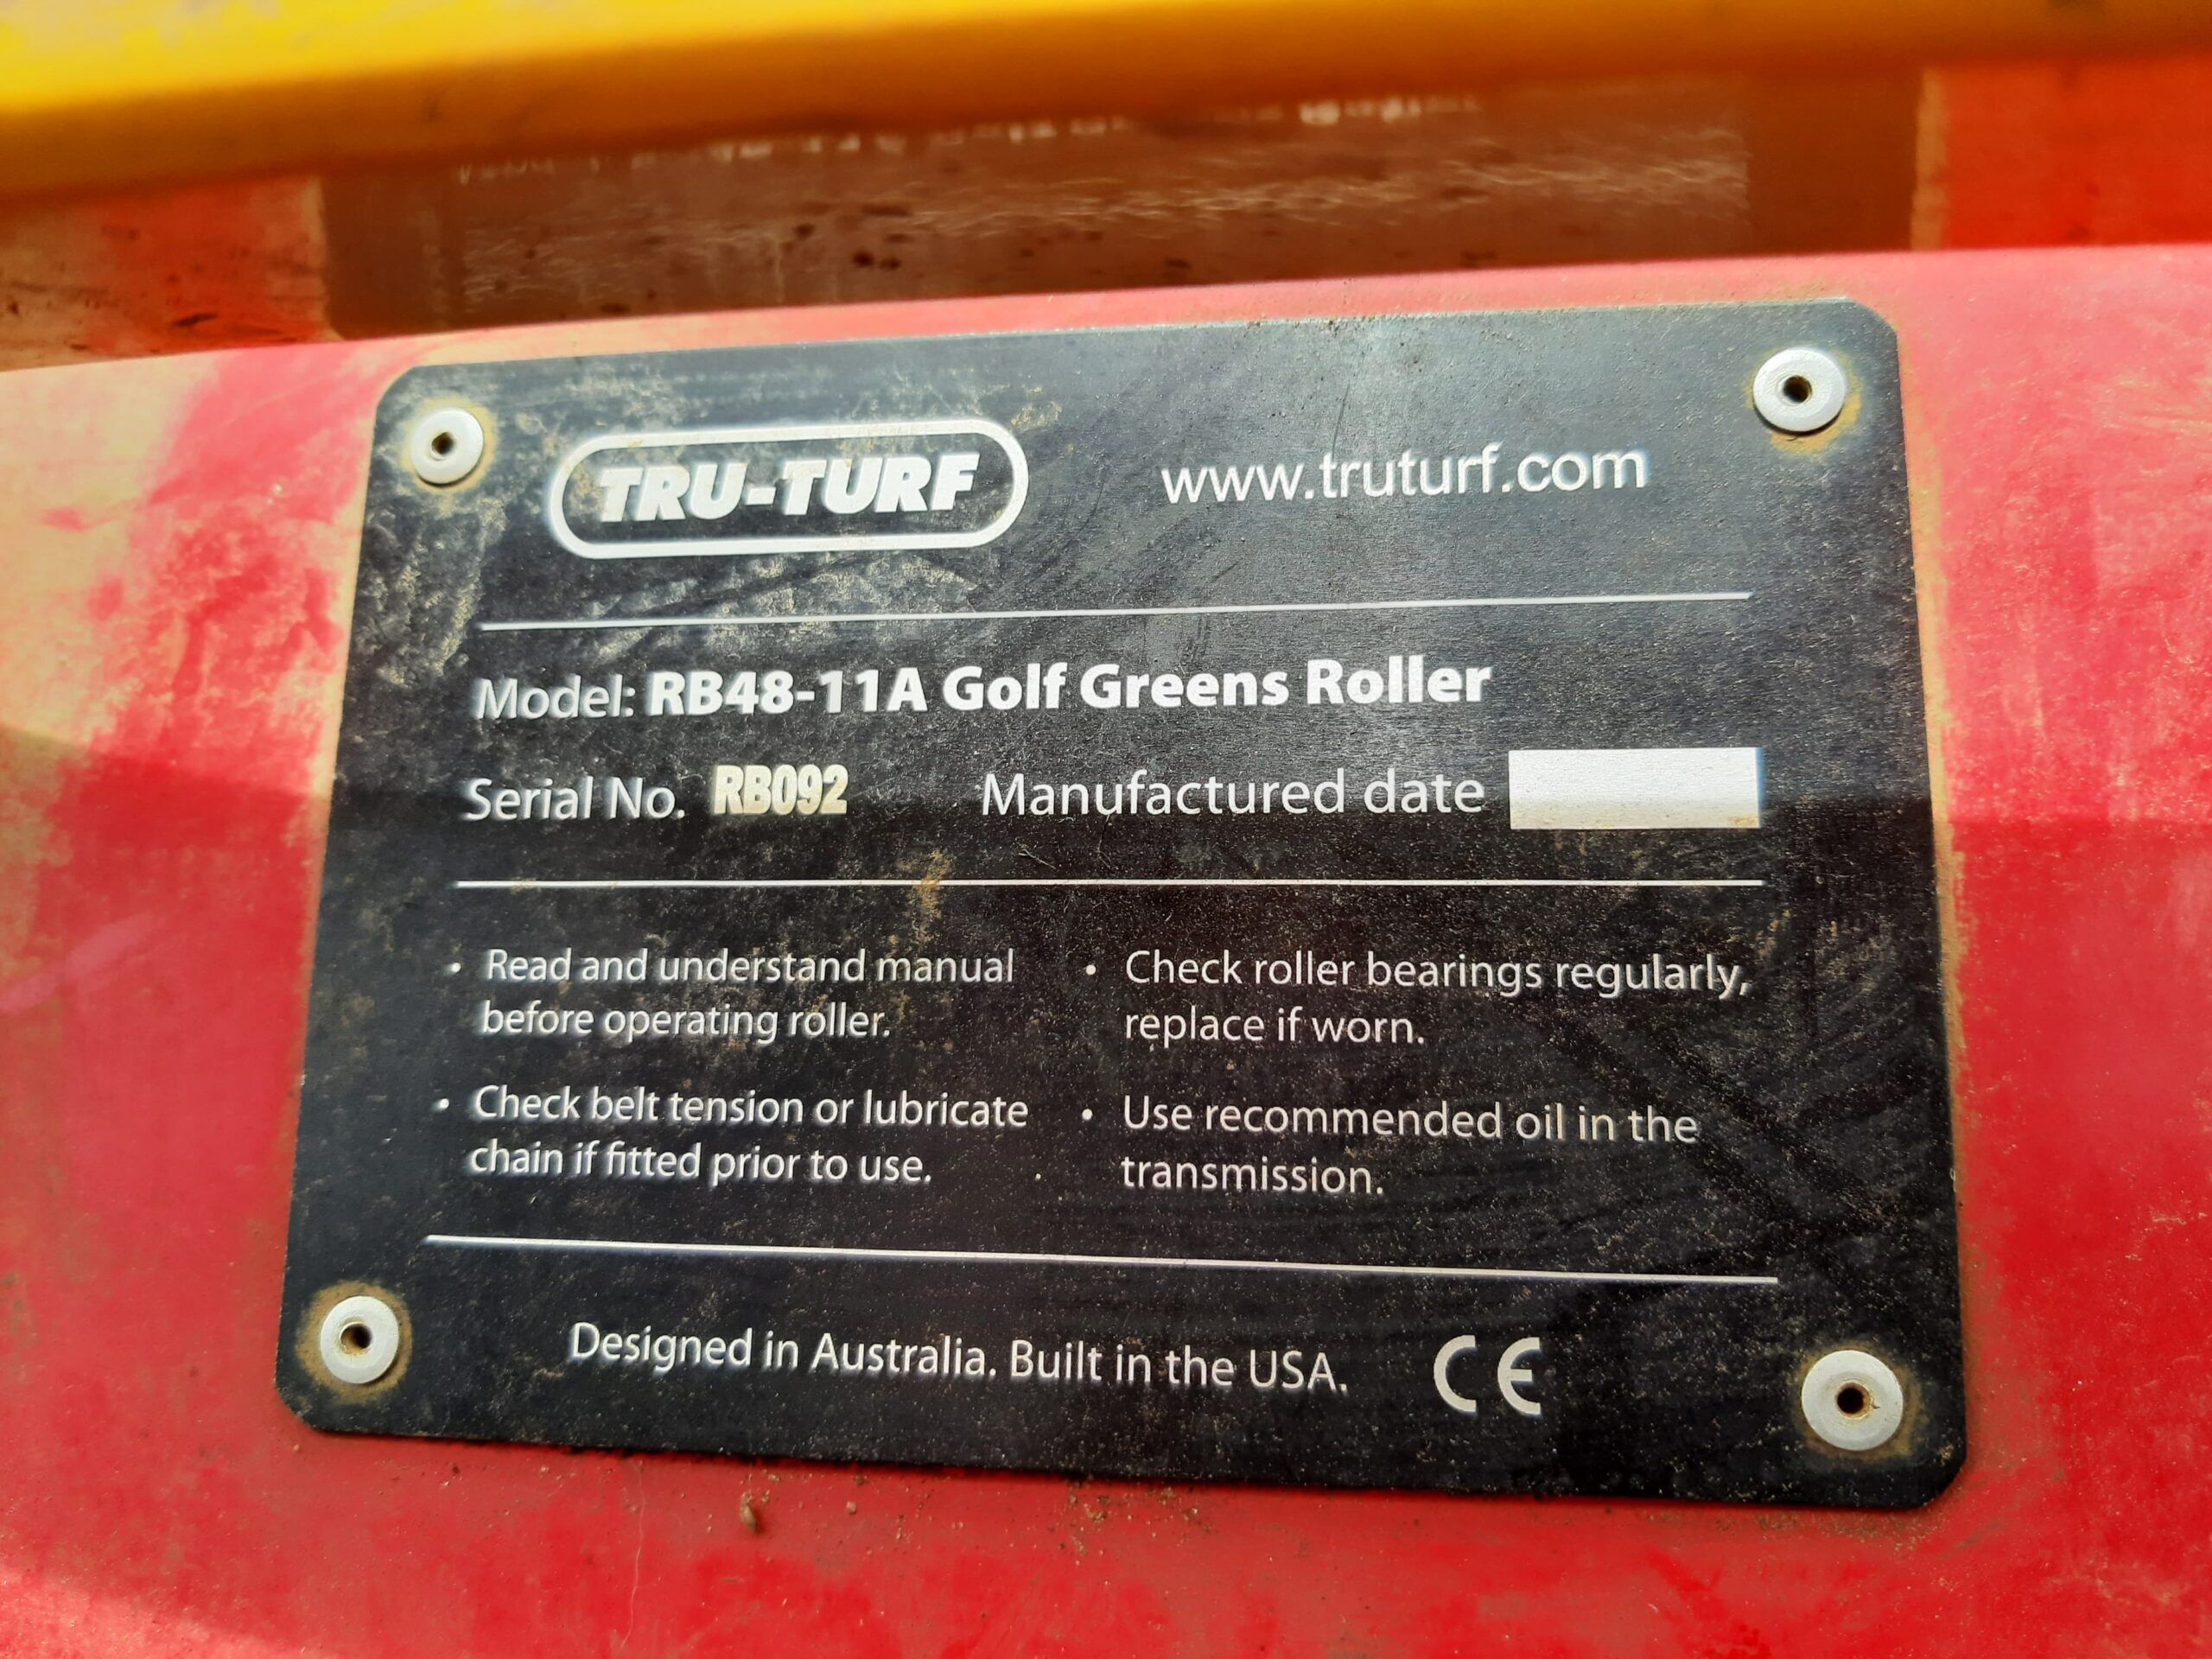 TRU-TURF www.truturf.com
Model: RB48-11A Golf Greens Roller
Serial No. RB092 Manufactured date
• Read and understand manual
before operating roller.
• Check belt tension or lubricate
chain if fitted prior to use.
• Check roller bearings regularly,
replace if worn.
• Use recommended oil in the
transmission.
Designed in Australia. Built in the USA. CE